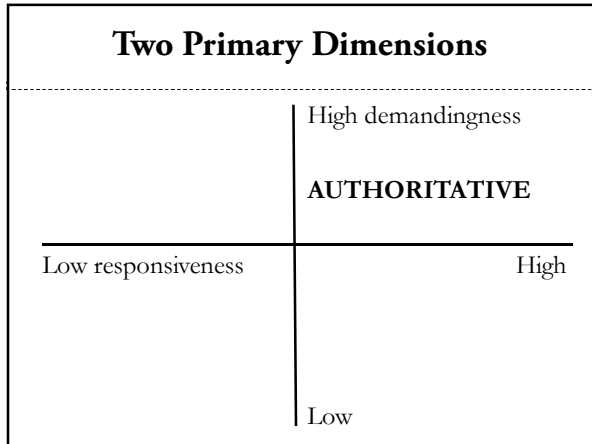 Two Primary Dimensions
High demandingness
AUTHORITATIVE
Low responsiveness
High
Low